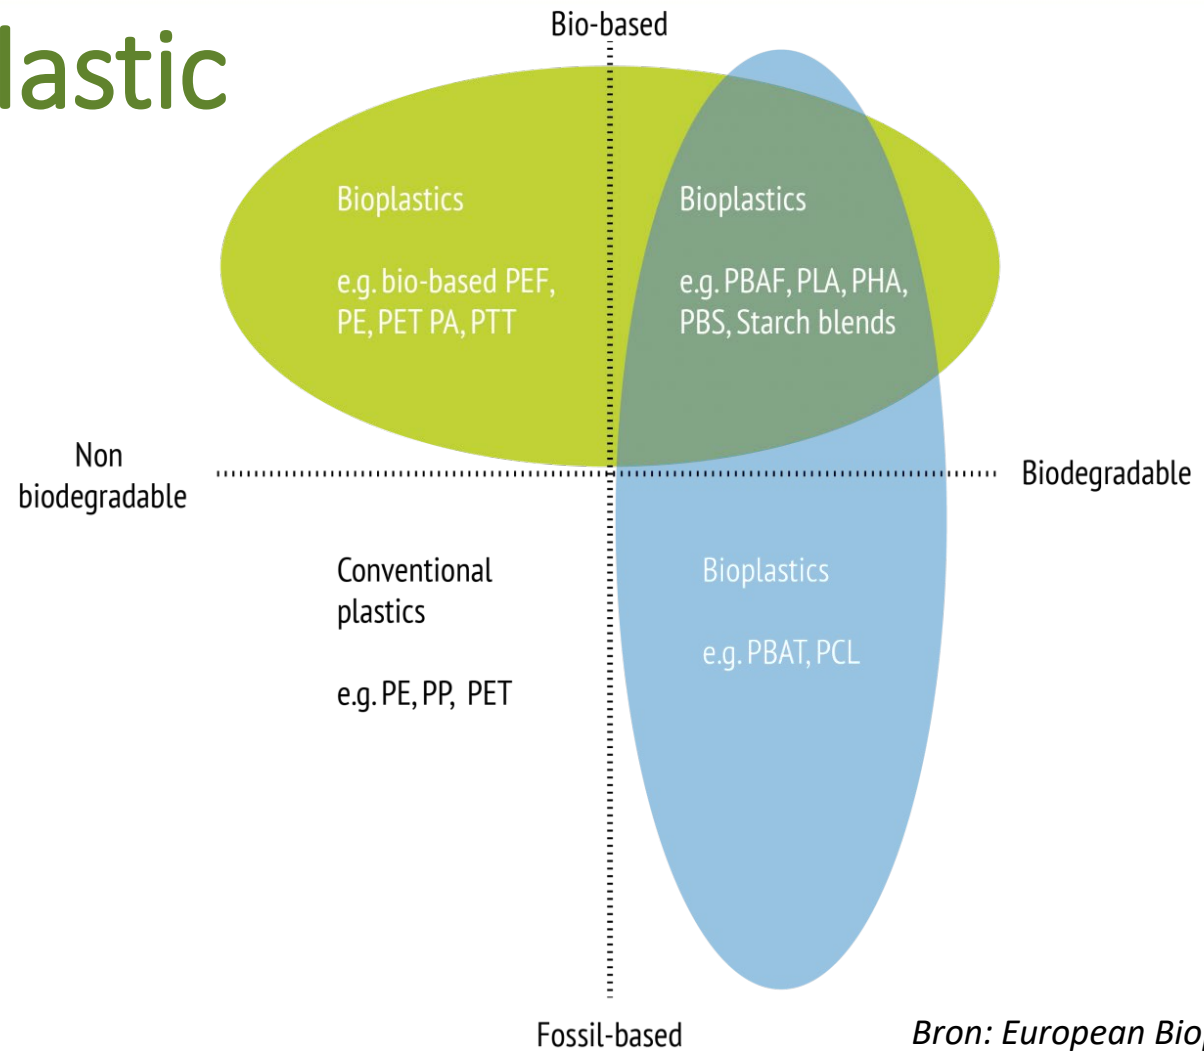 lastic
Bio-based
Bioplastics
e.g. bio-based PEF,
PE, PET PA, PTT
Bioplastics
e.g. PBAF, PLA, PHA,
PBS, Starch blends
Non
biodegradable
Biodegradable
Conventional
plastics
e.g. PE, PP, PET
Bioplastics
e.g. PBAT, PCL
Fossil-based
Bron: European Biop